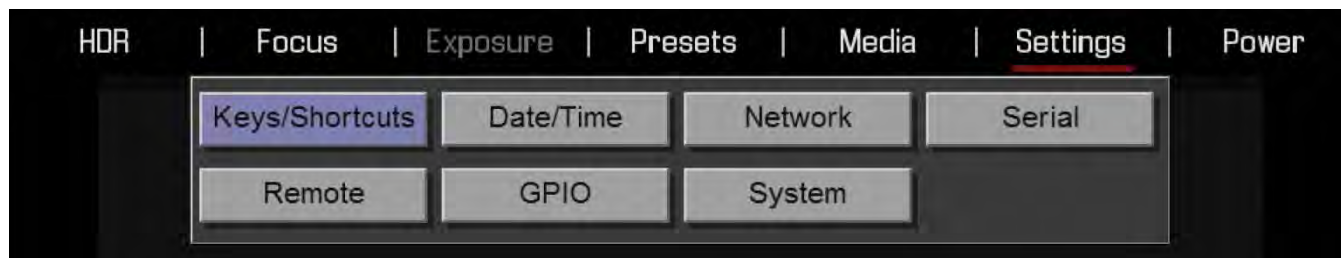 HDR | Focus | Exposure | Presets | Media | Settings | Power
Keys/Shortcuts Date/Time Network Serial
Remote GPIO System